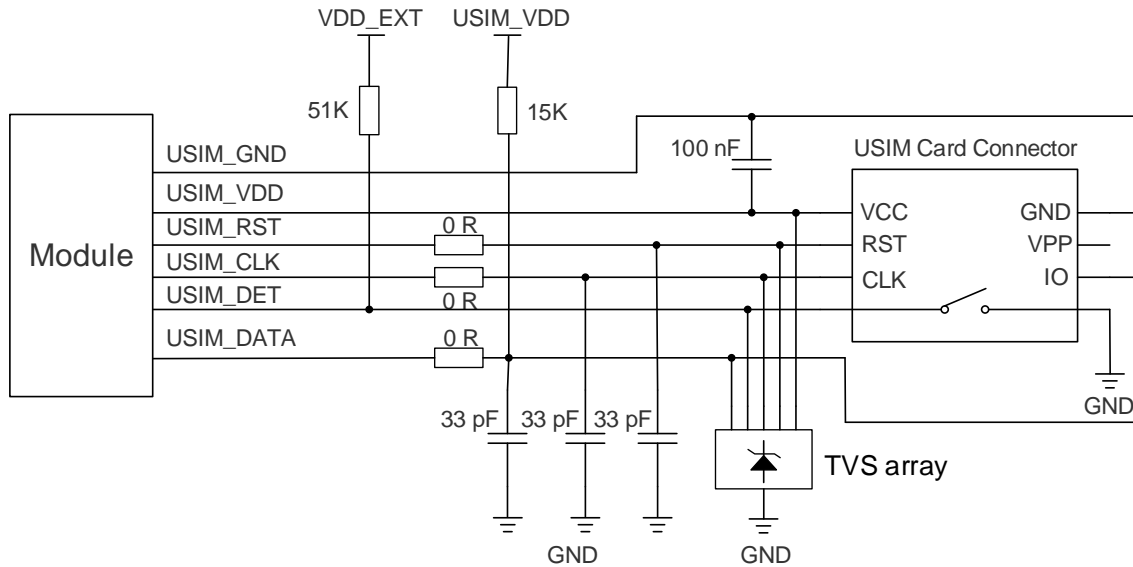 VDD_EXT USIM_VDD
51K 15K
USIM_GND
100 nF
USIM Card Connector
USIM_VDD
VCC GND
USIM_RST
0 R
RST VPP
Module
USIM_CLK
CLK IO
USIM_DET
0 R
USIM_DATA
0 R
GND
33 pF 33 pF 33 pF
TVS array
GND GND